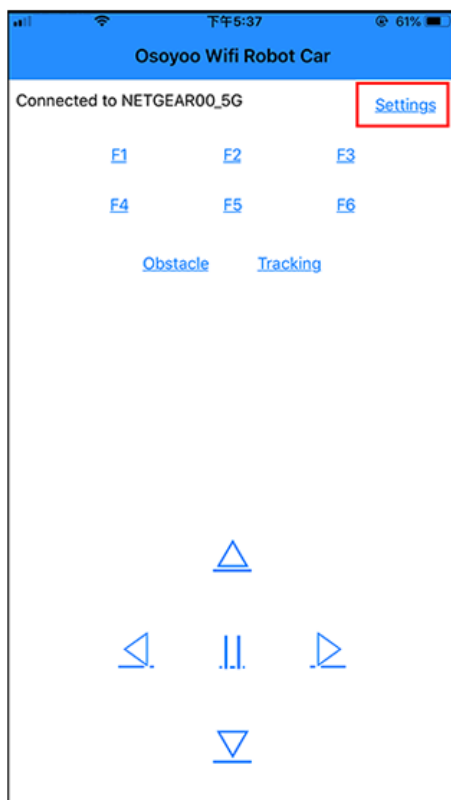 下午5:37
61%
Osoyoo Wifi Robot Car
Connected to NETGEAR00_5G
Settings
F1 F2 F3
F4 F5 F6
Obstacle Tracking